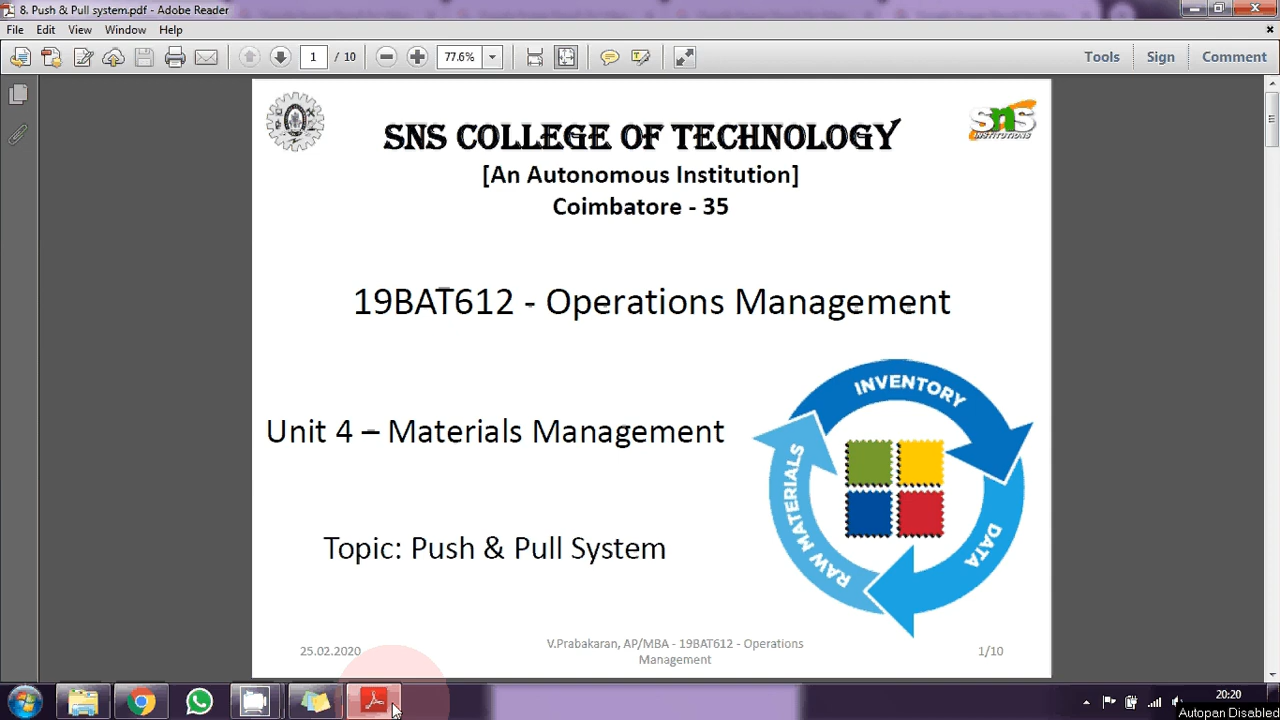 8. Push & Pull system.pdf - Adobe Reader
File Edit View Window Help
1 / 10 77.6% Tools Sign Comment
SNS COLLEGE OF TECHNOLOGY
sns
INSTITUTIONS
[An Autonomous Institution]
Coimbatore - 35
19BAT612 - Operations Management
INVENTORY
Unit 4 – Materials Management
RAW MATERIALS
DATA
Topic: Push & Pull System
25.02.2020
V.Prabakaran, AP/MBA - 19BAT612 - Operations
Management
1/10
20:20
Autopan Disabled